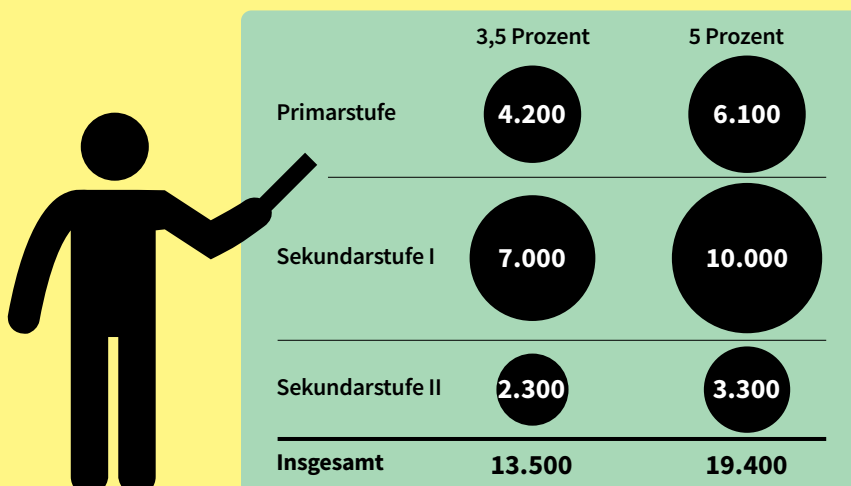 3,5 Prozent 5 Prozent
Primarstufe 4.200 6.100
Sekundarstufe I 7.000 10.000
Sekundarstufe II 2.300 3.300
Insgesamt 13.500 19.400